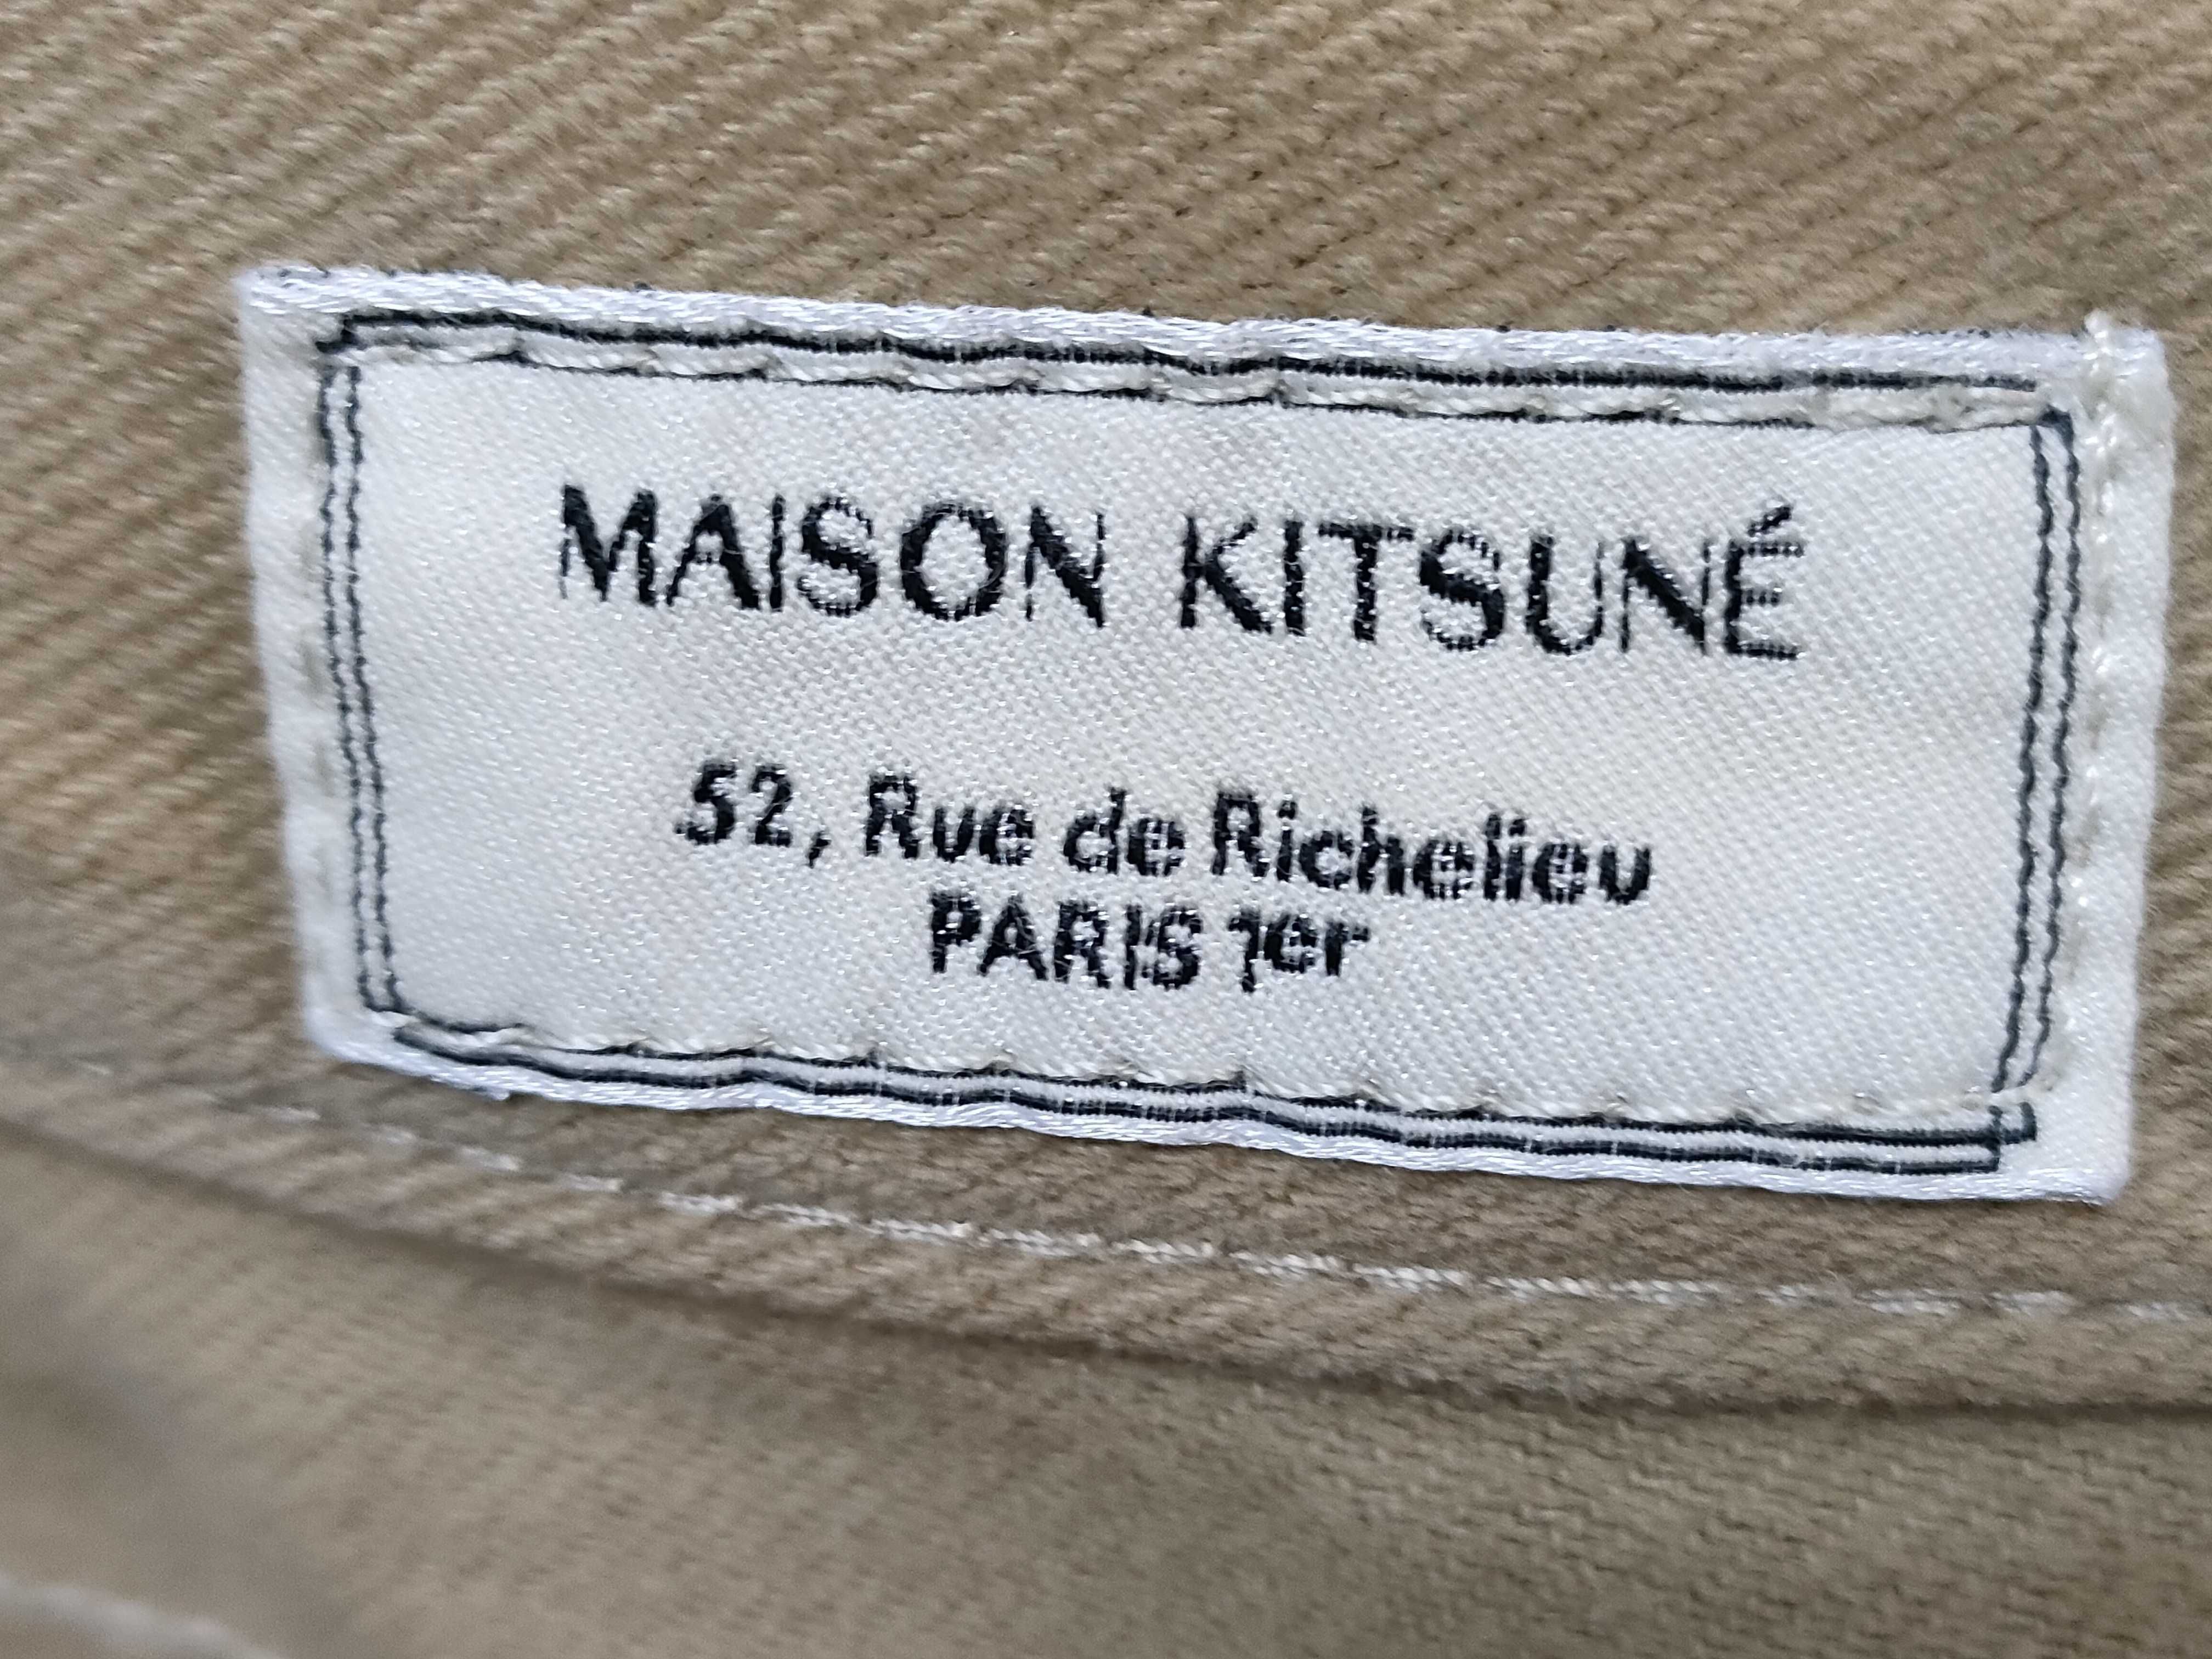 MAISON KITSUNÉ
52, Rue de Richelieu
PARIS 1er